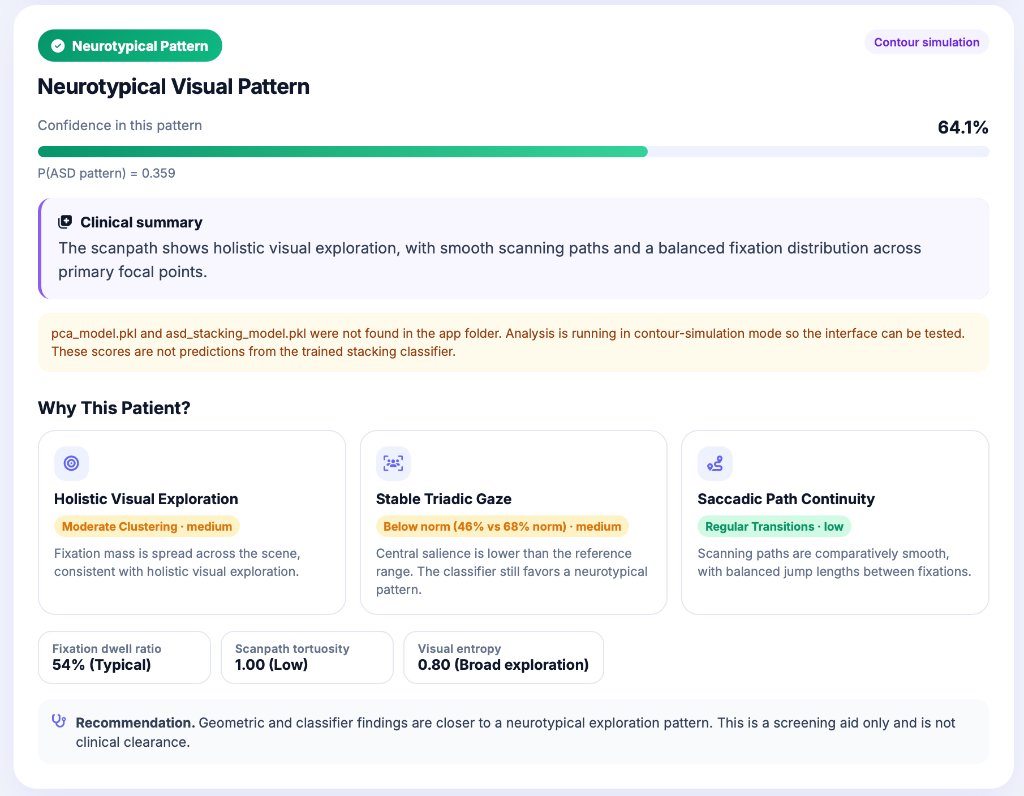 Neurotypical Pattern
Contour simulation
Neurotypical Visual Pattern
Confidence in this pattern
64.1%
P(ASD pattern) = 0.359
Clinical summary
The scanpath shows holistic visual exploration, with smooth scanning paths and a balanced fixation distribution across
primary focal points.
pca_model.pkl and asd_stacking_model.pkl were not found in the app folder. Analysis is running in contour-simulation mode so the interface can be tested.
These scores are not predictions from the trained stacking classifier.
Why This Patient?
Holistic Visual Exploration
Moderate Clustering · medium
Fixation mass is spread across the scene,
consistent with holistic visual exploration.
Stable Triadic Gaze
Below norm (46% vs 68% norm) · medium
Central salience is lower than the reference
range. The classifier still favors a neurotypical
pattern.
Saccadic Path Continuity
Regular Transitions · low
Scanning paths are comparatively smooth,
with balanced jump lengths between fixations.
Fixation dwell ratio
54% (Typical)
Scanpath tortuosity
1.00 (Low)
Visual entropy
0.80 (Broad exploration)
Recommendation. Geometric and classifier findings are closer to a neurotypical exploration pattern. This is a screening aid only and is not
clinical clearance.